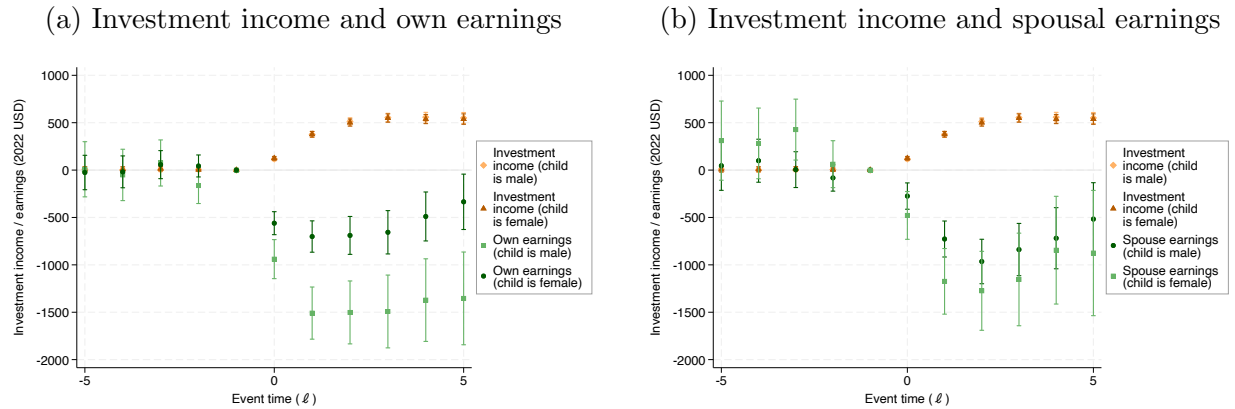 (a) Investment income and own earnings
Investment income / earnings (2022 USD)
1000
500
0
-500
-1000
-1500
-2000
-5
0
5
Event time (ℓ)
Investment
income (child
is male)
Investment
income (child
is female)
Own earnings
(child is male)
Own earnings
(child is female)
(b) Investment income and spousal earnings
Investment income / earnings (2022 USD)
1000
500
0
-500
-1000
-1500
-2000
-5
0
5
Event time (ℓ)
Investment
income (child
is male)
Investment
income (child
is female)
Spouse earnings
(child is male)
Spouse earnings
(child is female)